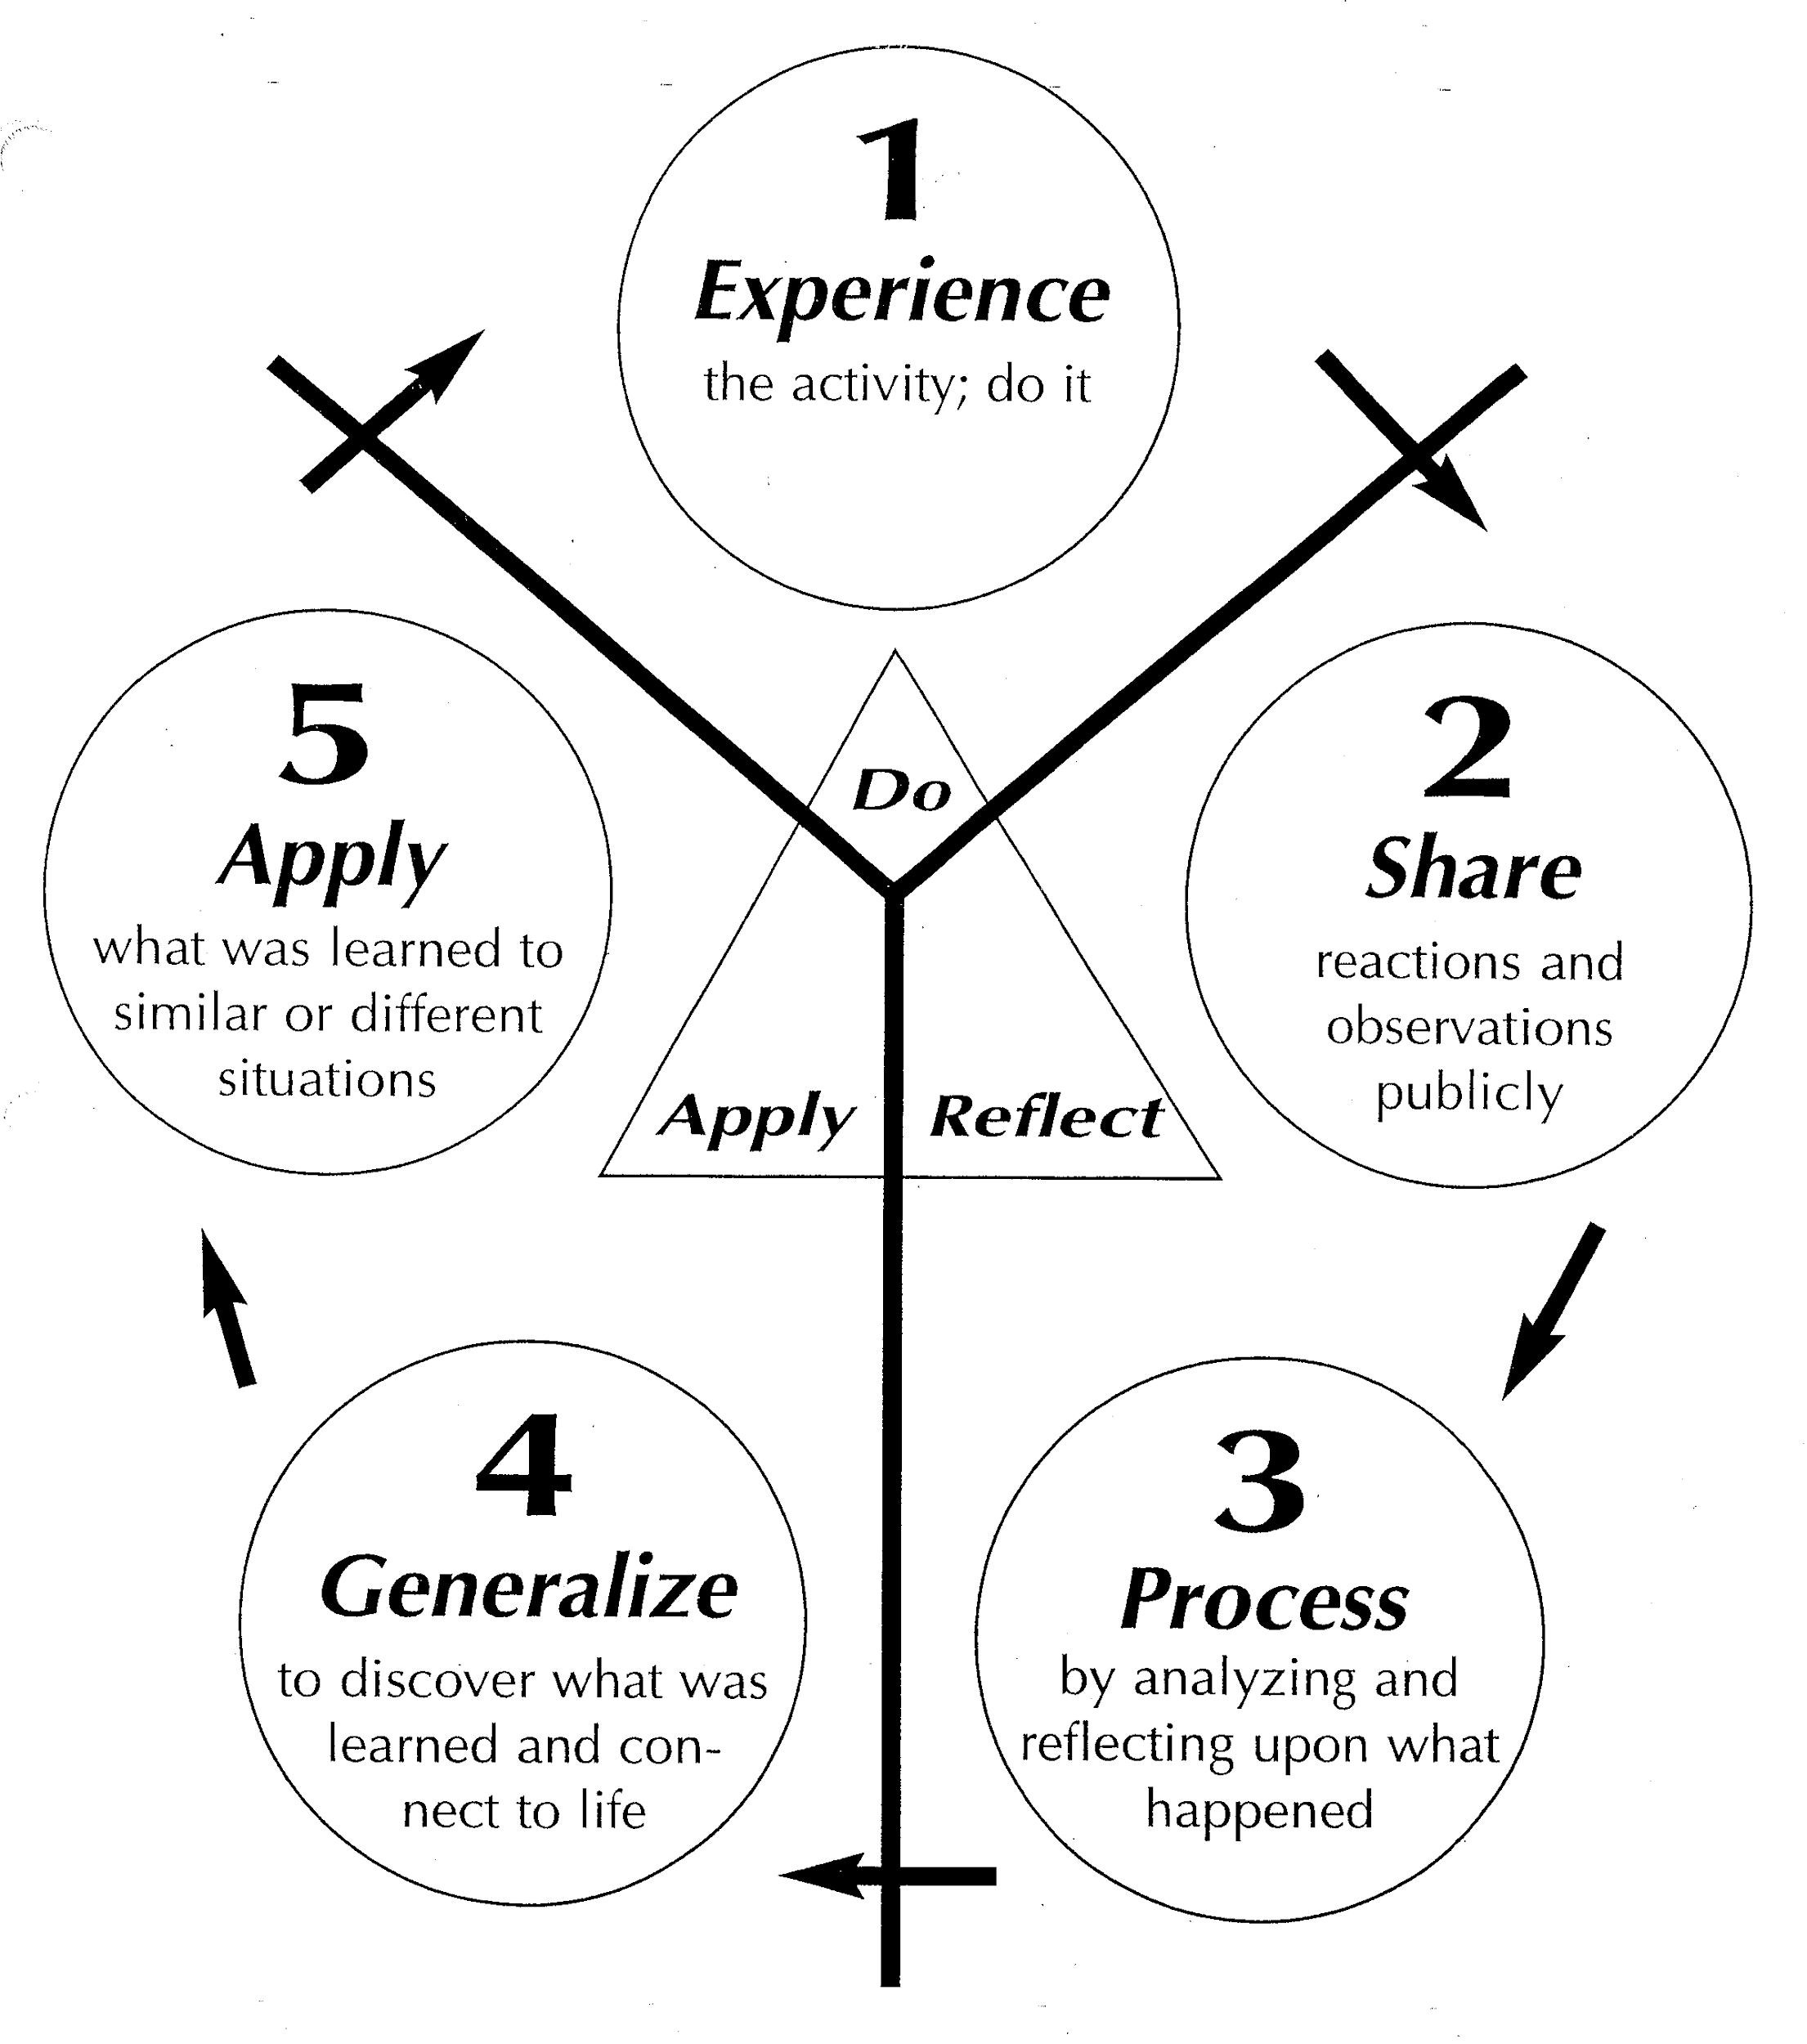 1
Experience
the activity; do it
2
Share
reactions and
observations
publicly
3
Process
by analyzing and
reflecting upon what
happened
4
Generalize
to discover what was
learned and con-
nect to life
5
Apply
what was learned to
similar or different
situations
Do
Reflect
Apply